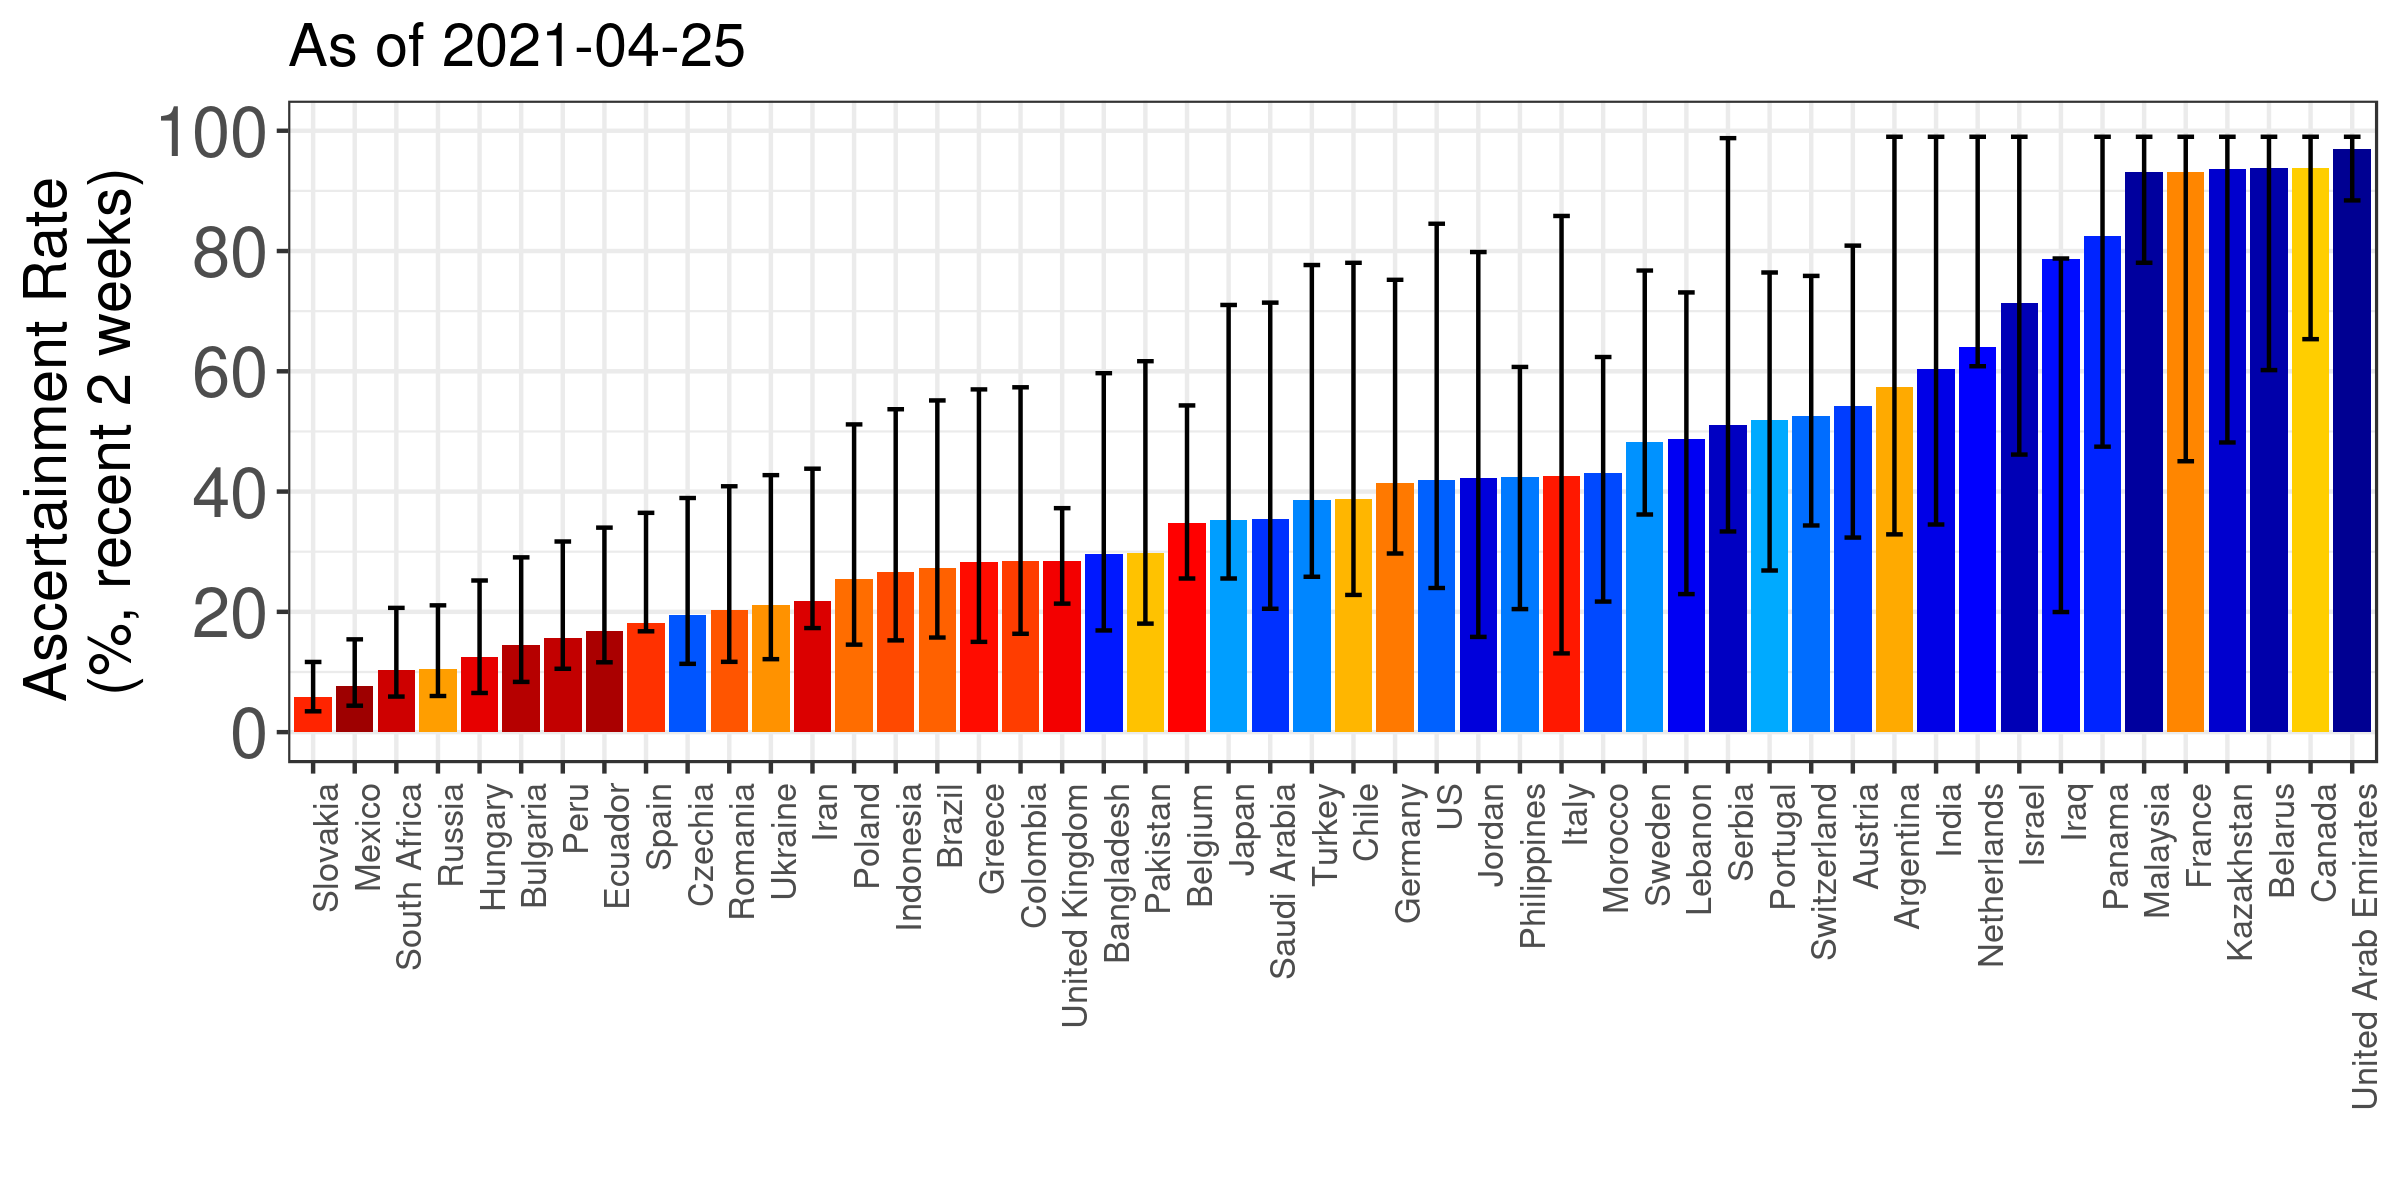 As of 2021-04-25
Ascertainment Rate
(%, recent 2 weeks)
100
80
60
40
20
0
Slovakia
Mexico
South Africa
Russia
Hungary
Bulgaria
Peru
Ecuador
Spain
Czechia
Romania
Ukraine
Iran
Poland
Indonesia
Brazil
Greece
Colombia
United Kingdom
Bangladesh
Pakistan
Belgium
Japan
Saudi Arabia
Turkey
Chile
Germany
US
Jordan
Philippines
Italy
Morocco
Sweden
Lebanon
Serbia
Portugal
Switzerland
Austria
Argentina
India
Netherlands
Israel
Iraq
Panama
Malaysia
France
Kazakhstan
Belarus
Canada
United Arab Emirates